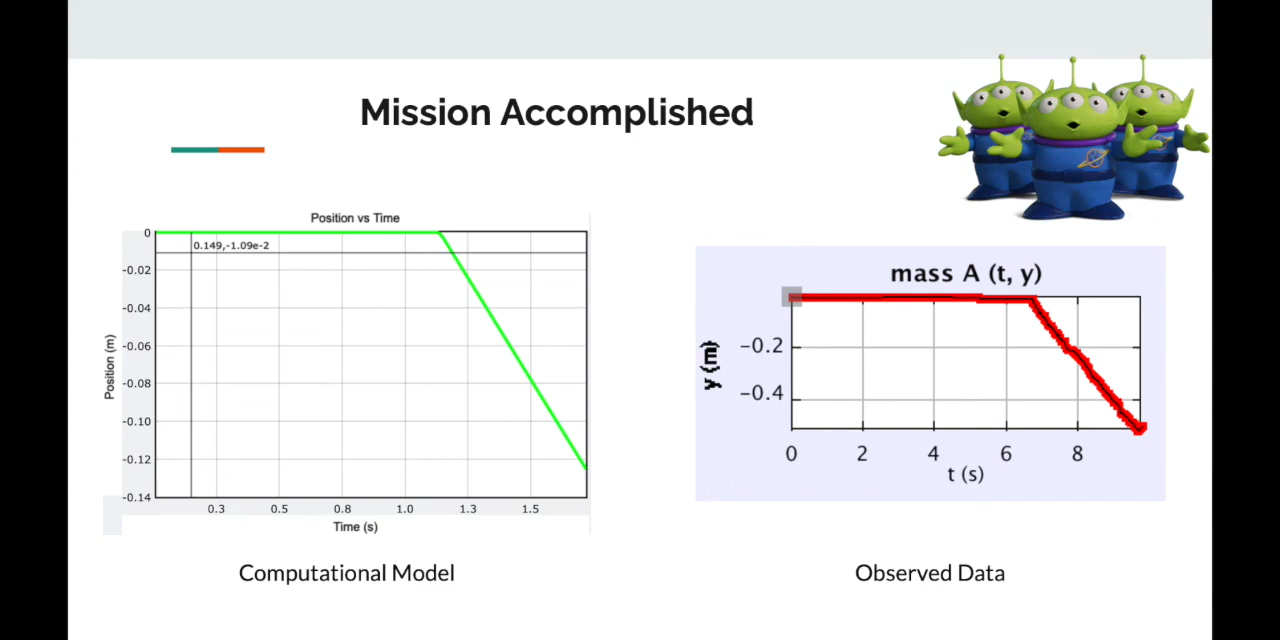 Mission Accomplished
Position vs Time
0.149,-1.09e-2
Position (m)
0
-0.02
-0.04
-0.06
-0.08
-0.10
-0.12
-0.14
0.3 0.5 0.8 1.0 1.3 1.5
Time (s)
Computational Model
mass A (t, y)
y (m)
-0.2
-0.4
0 2 4 6 8
t (s)
Observed Data